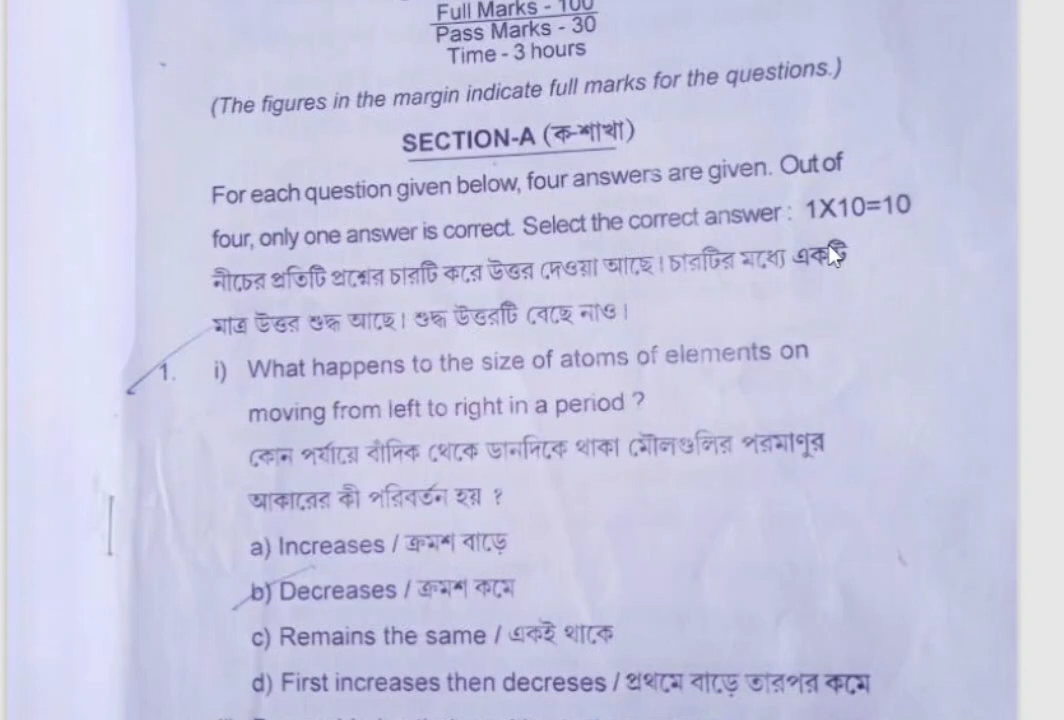 Full Marks - 100
Pass Marks - 30
Time - 3 hours
(The figures in the margin indicate full marks for the questions.)
SECTION-A (ক-শাখা)
For each question given below, four answers are given. Out of
four, only one answer is correct. Select the correct answer : 1X10=10
নীচের প্রতিটি প্রশ্নের চারটি করে উত্তর দেওয়া আছে। চারটির মধ্যে একটি
মাত্র উত্তর শুদ্ধ আছে। শুদ্ধ উত্তরটি বেছে নাও।
1. i) What happens to the size of atoms of elements on
moving from left to right in a period ?
কোন পর্যায়ে বাঁদিক থেকে ডানদিকে থাকা মৌলগুলির পরমাণুর
আকারের কী পরিবর্তন হয় ?
a) Increases / ক্রমশ বাড়ে
b) Decreases / ক্রমশ কমে
c) Remains the same / একই থাকে
d) First increases then decreses / প্রথমে বাড়ে তারপর কমে